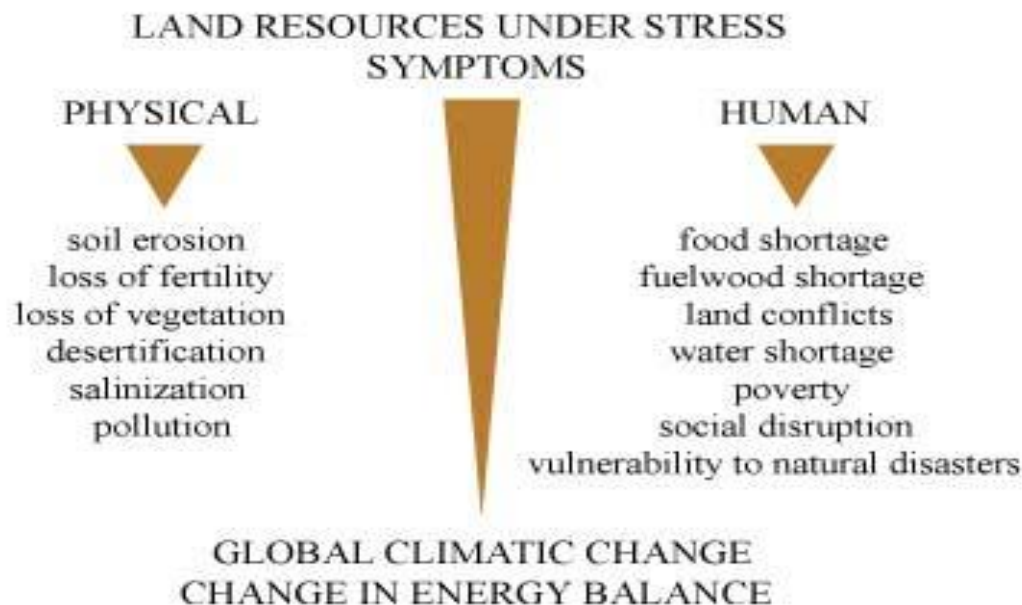 LAND RESOURCES UNDER STRESS
SYMPTOMS
PHYSICAL
soil erosion
loss of fertility
loss of vegetation
desertification
salinization
pollution
HUMAN
food shortage
fuelwood shortage
land conflicts
water shortage
poverty
social disruption
vulnerability to natural disasters
GLOBAL CLIMATIC CHANGE
CHANGE IN ENERGY BALANCE